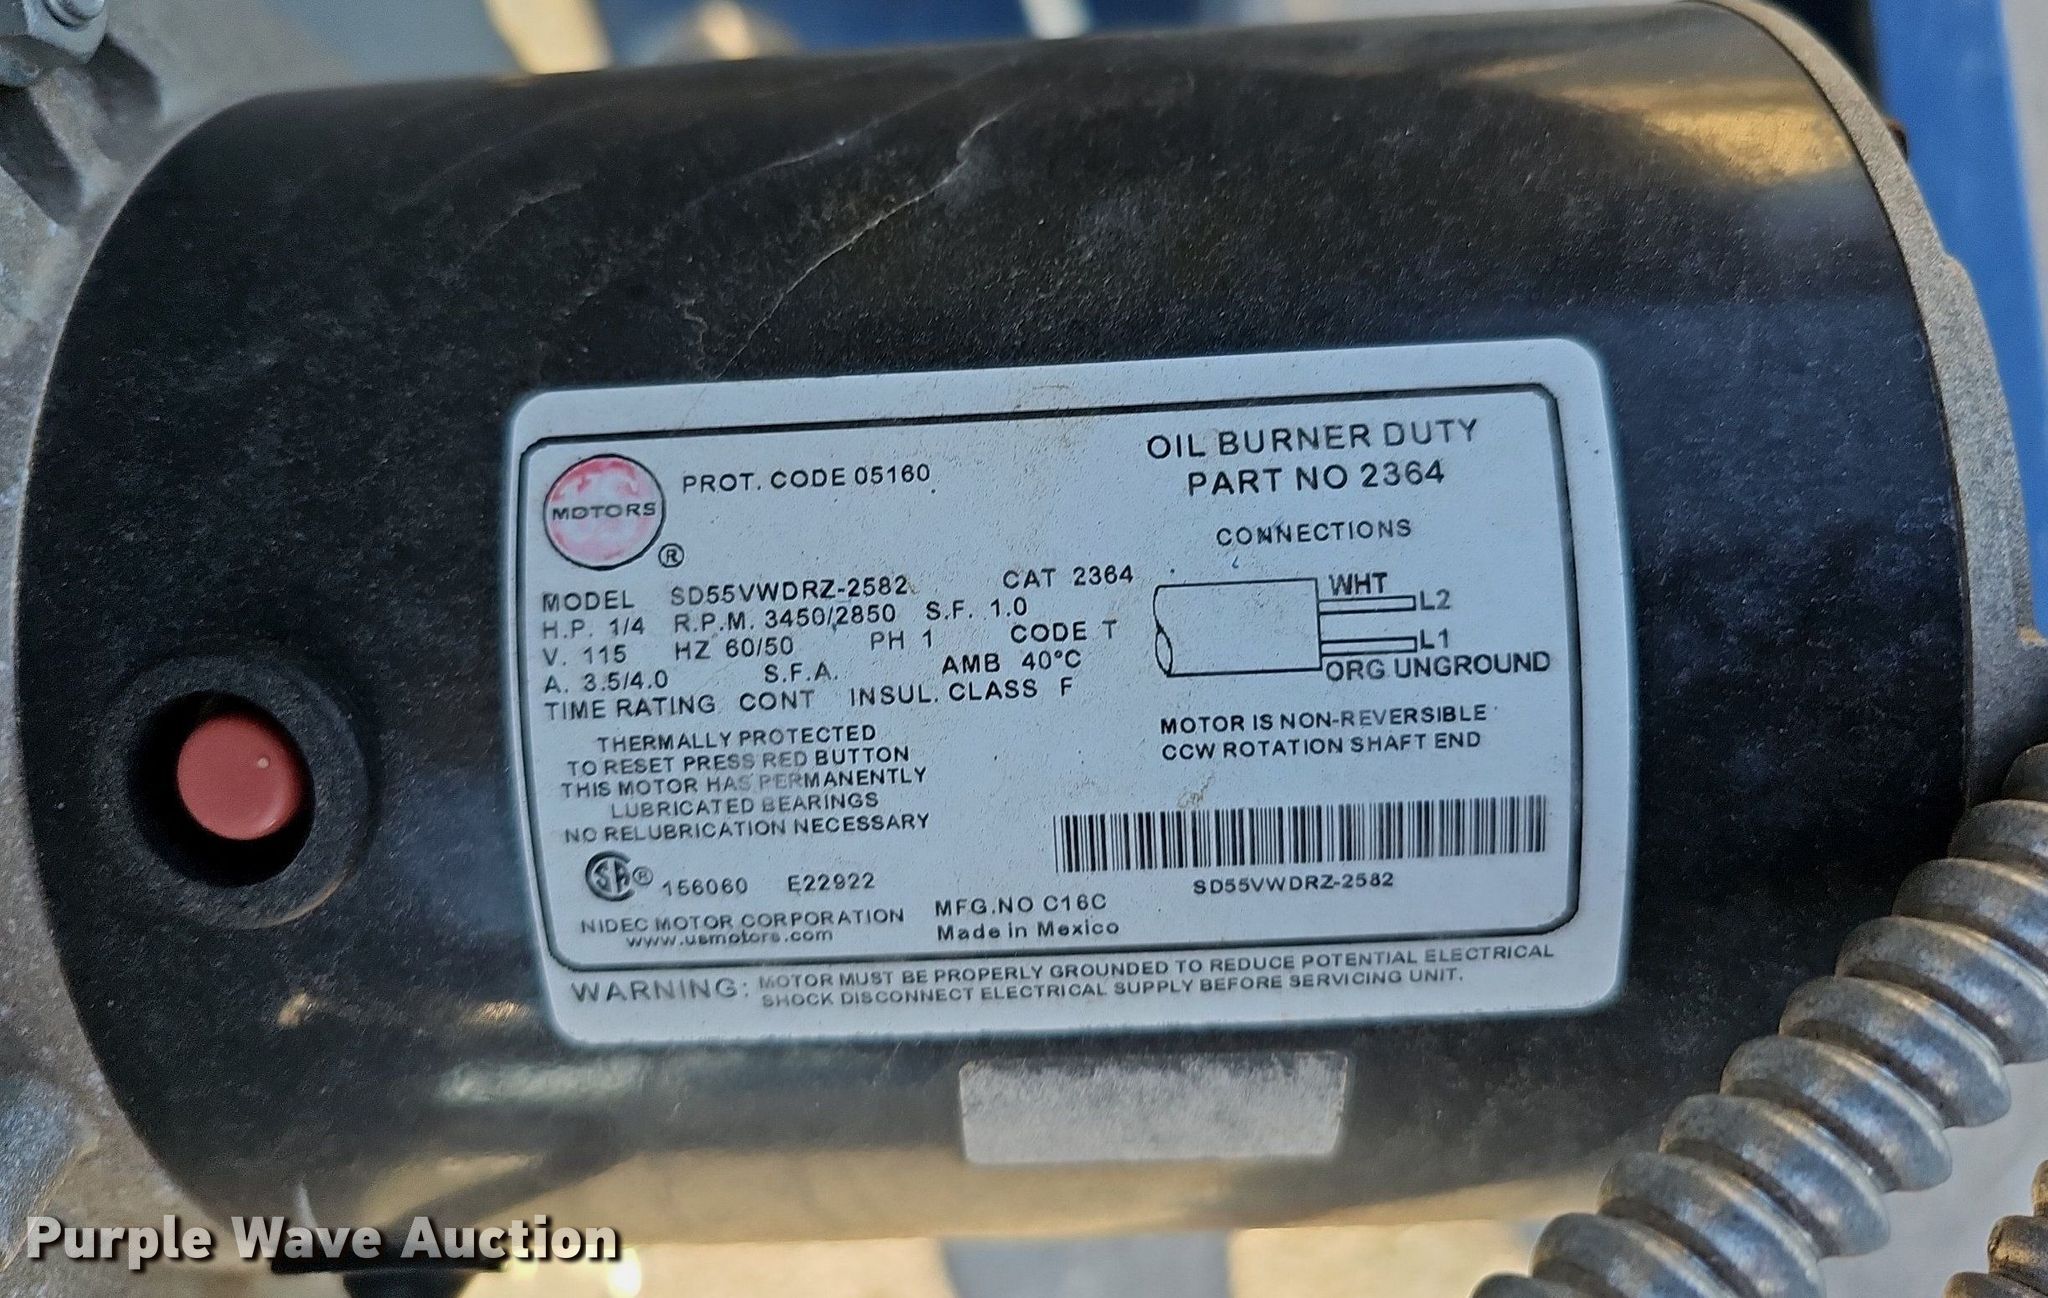 MOTORS ®
PROT. CODE 05160
OIL BURNER DUTY
PART NO 2364
CONNECTIONS
WHT
L2
L1
ORG UNGROUND
MODEL SD55VWDRZ-2582 CAT 2364
H.P. 1/4 R.P.M. 3450/2850 S.F. 1.0
V. 115 HZ 60/50 PH 1 CODE T
A. 3.5/4.0 S.F.A. AMB 40°C
TIME RATING CONT INSUL. CLASS F
MOTOR IS NON-REVERSIBLE
CCW ROTATION SHAFT END
THERMALLY PROTECTED
TO RESET PRESS RED BUTTON
THIS MOTOR HAS PERMANENTLY
LUBRICATED BEARINGS
NO RELUBRICATION NECESSARY
SA ® 156060 E22922
SD55VWDRZ-2582
NIDEC MOTOR CORPORATION
www.usmotors.com
MFG.NO C16C
Made in Mexico
WARNING: MOTOR MUST BE PROPERLY GROUNDED TO REDUCE POTENTIAL ELECTRICAL
SHOCK DISCONNECT ELECTRICAL SUPPLY BEFORE SERVICING UNIT.
Purple Wave Auction